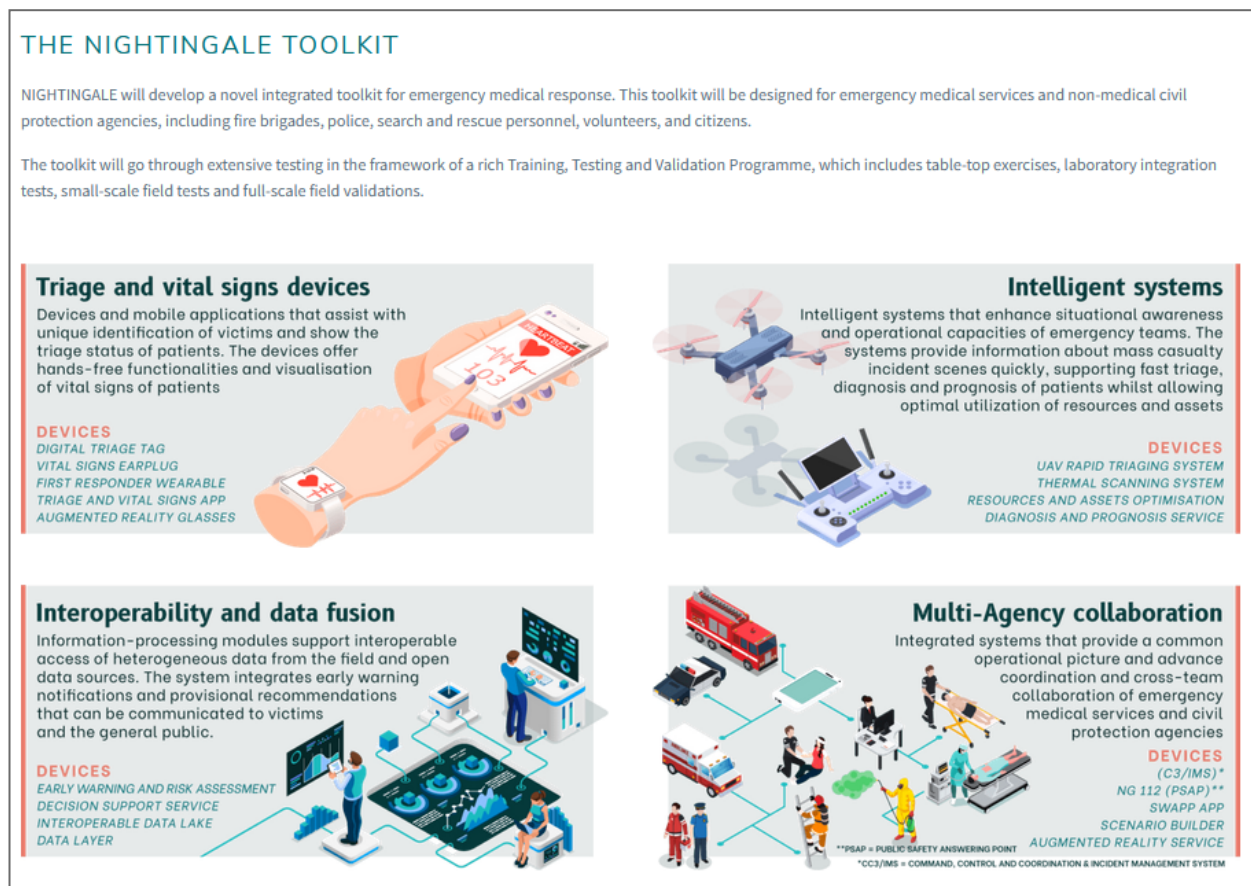 THE NIGHTINGALE TOOLKIT
NIGHTINGALE will develop a novel integrated toolkit for emergency medical response. This toolkit will be designed for emergency medical services and non-medical civil
protection agencies, including fire brigades, police, search and rescue personnel, volunteers, and citizens.
The toolkit will go through extensive testing in the framework of a rich Training, Testing and Validation Programme, which includes table-top exercises, laboratory integration
tests, small-scale field tests and full-scale field validations.
Triage and vital signs devices
Devices and mobile applications that assist with
unique identification of victims and show the
triage status of patients. The devices offer
hands-free functionalities and visualisation
of vital signs of patients
DEVICES
DIGITAL TRIAGE TAG
VITAL SIGNS EARPLUG
FIRST RESPONDER WEARABLE
TRIAGE AND VITAL SIGNS APP
AUGMENTED REALITY GLASSES
HEARTBEAT
103
Intelligent systems
Intelligent systems that enhance situational awareness
and operational capacities of emergency teams. The
systems provide information about mass casualty
incident scenes quickly, supporting fast triage,
diagnosis and prognosis of patients whilst allowing
optimal utilization of resources and assets
DEVICES
UAV RAPID TRIAGING SYSTEM
THERMAL SCANNING SYSTEM
RESOURCES AND ASSETS OPTIMISATION
DIAGNOSIS AND PROGNOSIS SERVICE
Interoperability and data fusion
Information-processing modules support interoperable
access of heterogeneous data from the field and open
data sources. The system integrates early warning
notifications and provisional recommendations
that can be communicated to victims
and the general public.
DEVICES
EARLY WARNING AND RISK ASSESSMENT
DECISION SUPPORT SERVICE
INTEROPERABLE DATA LAKE
DATA LAYER
Multi-Agency collaboration
Integrated systems that provide a common
operational picture and advance
coordination and cross-team
collaboration of emergency
medical services and civil
protection agencies
DEVICES
(C3/IMS)*
NG 112 (PSAP)**
SWAPP APP
SCENARIO BUILDER
AUGMENTED REALITY SERVICE
**PSAP = PUBLIC SAFETY ANSWERING POINT
*CC3/IMS = COMMAND, CONTROL AND COORDINATION & INCIDENT MANAGEMENT SYSTEM